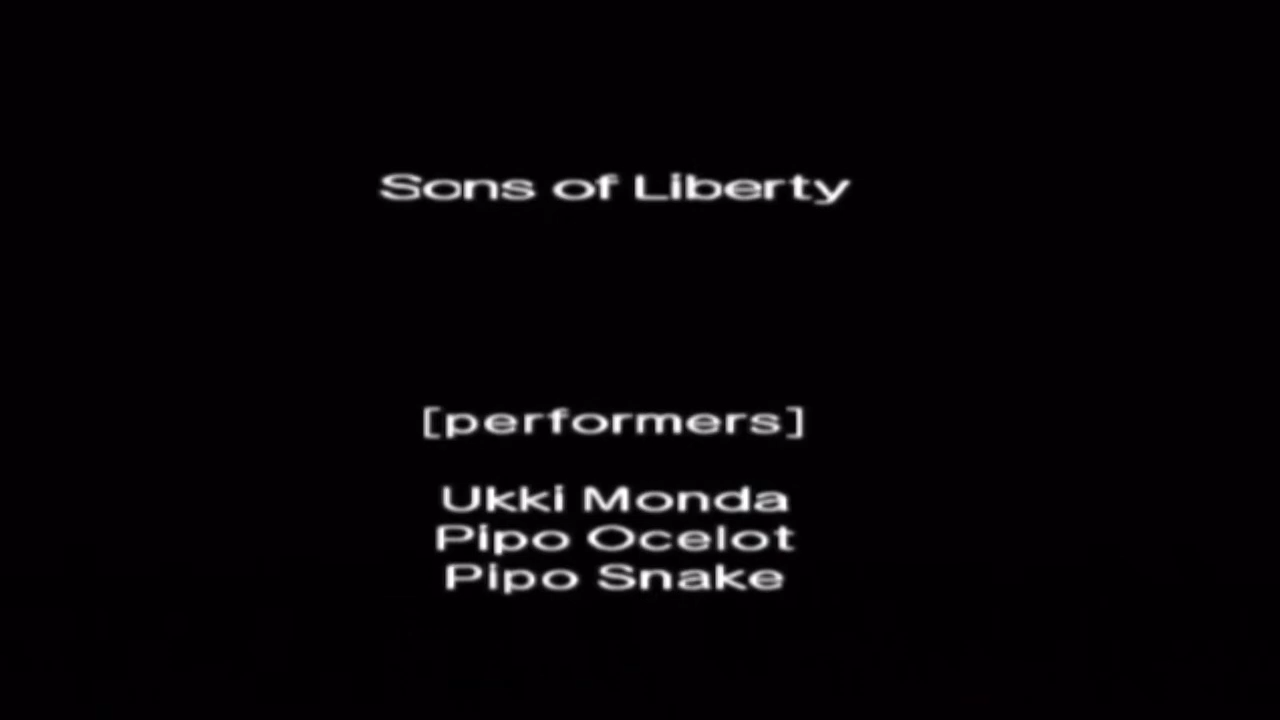 Sons of Liberty
[performers]
Ukki Monda
Pipo Ocelot
Pipo Snake